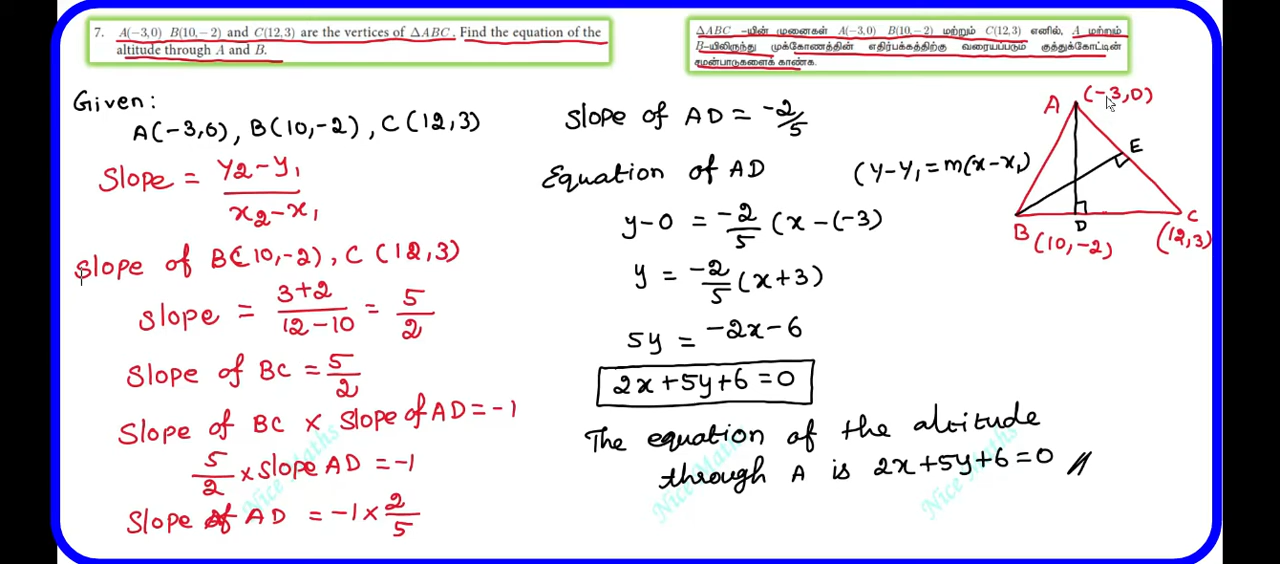 7. A(−3,0) B(10,−2) and C(12,3) are the vertices of ΔABC. Find the equation of the
altitude through A and B.
ΔABC –யின் முனைகள் A(−3,0) B(10,−2) மற்றும் C(12,3) எனில், A மற்றும்
B–யிலிருந்து முக்கோணத்தின் எதிர்பக்கத்திற்கு வரையப்படும் குத்துக்கோட்டின்
சமன்பாடுகளைக் காண்க.
Given:
A(−3,0), B(10,−2), C(12,3)
Slope = y₂−y₁/x₂−x₁
Slope of B(10,−2), C(12,3)
Slope = 3+2/12−10 = 5/2
Slope of BC = 5/2
Slope of BC × Slope of AD = −1
5/2 × Slope AD = −1
Slope of AD = −1 × 2/5
Slope of AD = −2/5
Equation of AD (y−y₁ = m(x−x₁)
y−0 = −2/5 (x−(−3)
y = −2/5 (x+3)
5y = −2x−6
2x+5y+6=0
The equation of the altitude
through A is 2x+5y+6=0 //
A (−3,0)
E
B (10,−2)
D
C (12,3)
Nice Maths
Nice Maths
Nice Maths